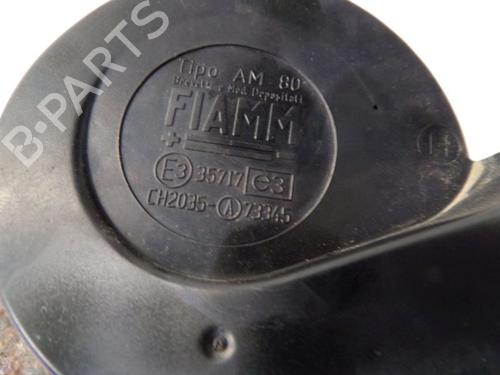 B-PARTS
Tipo AM-80
Brevetti e Mod. Depositati
FIAMM
+
E3 35717 e3
CH2035-A 73345
H